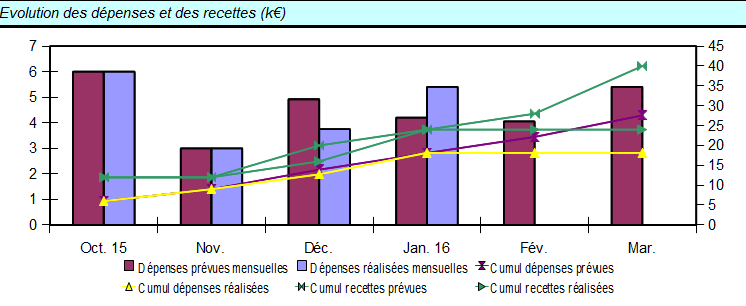 Evolution des dépenses et des recettes (k€)
7 45
6 40
5 35
4 30
3 25
2 20
1 15
0 10
5
0
Oct. 15 Nov. Déc. Jan. 16 Fév. Mar.
Dépenses prévues mensuelles Dépenses réalisées mensuelles Cumul dépenses prévues
Cumul dépenses réalisées Cumul recettes prévues Cumul recettes réalisées